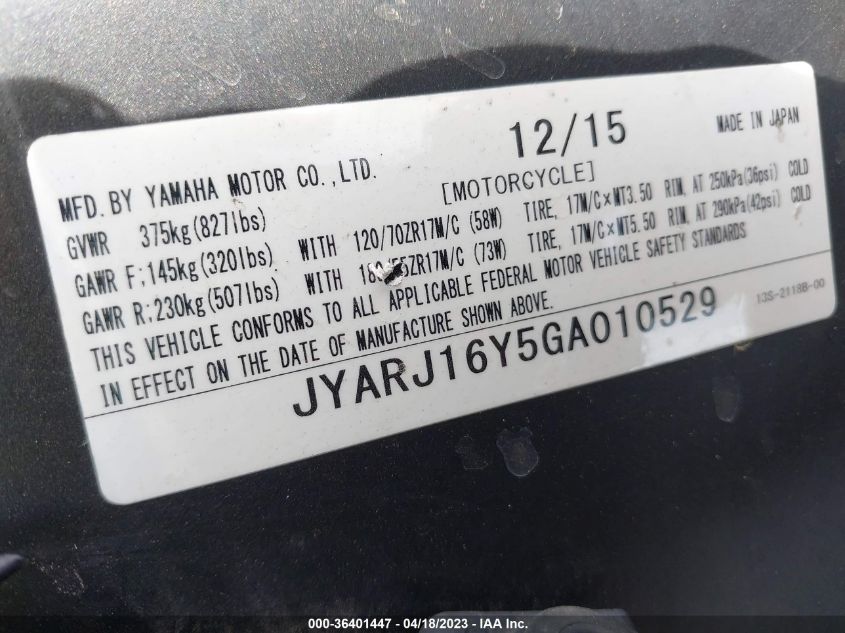 12/15
MADE IN JAPAN
MFD. BY YAMAHA MOTOR CO., LTD.
[MOTORCYCLE]
GVWR 375kg(827lbs)
GAWR F:145kg(320lbs) WITH 120/70ZR17M/C (58W) TIRE, 17M/C×MT3.50 RIM, AT 250kPa(36psi) COLD
GAWR R:230kg(507lbs) WITH (73W) TIRE, 17M/C×MT5.50 RIM, AT 290kPa(42psi) COLD
THIS VEHICLE CONFORMS TO ALL APPLICABLE FEDERAL MOTOR VEHICLE SAFETY STANDARDS
IN EFFECT ON THE DATE OF MANUFACTURE SHOWN ABOVE.
13S-2118B-00
JYARJ16Y5GA010529
000-36401447 - 04/18/2023 - IAA Inc.